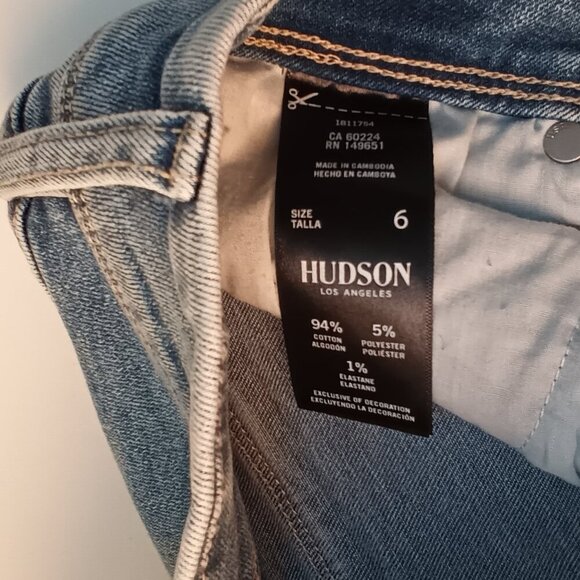 1811754
CA 60224
RN 149651
MADE IN CAMBODIA
HECHO EN CAMBOYA
SIZE
TALLA
6
HUDSON
LOS ANGELES
94%
COTTON
ALGODÓN
5%
POLYESTER
POLIÉSTER
1%
ELASTANE
ELASTANO
EXCLUSIVE OF DECORATION
EXCLUYENDO LA DECORACIÓN